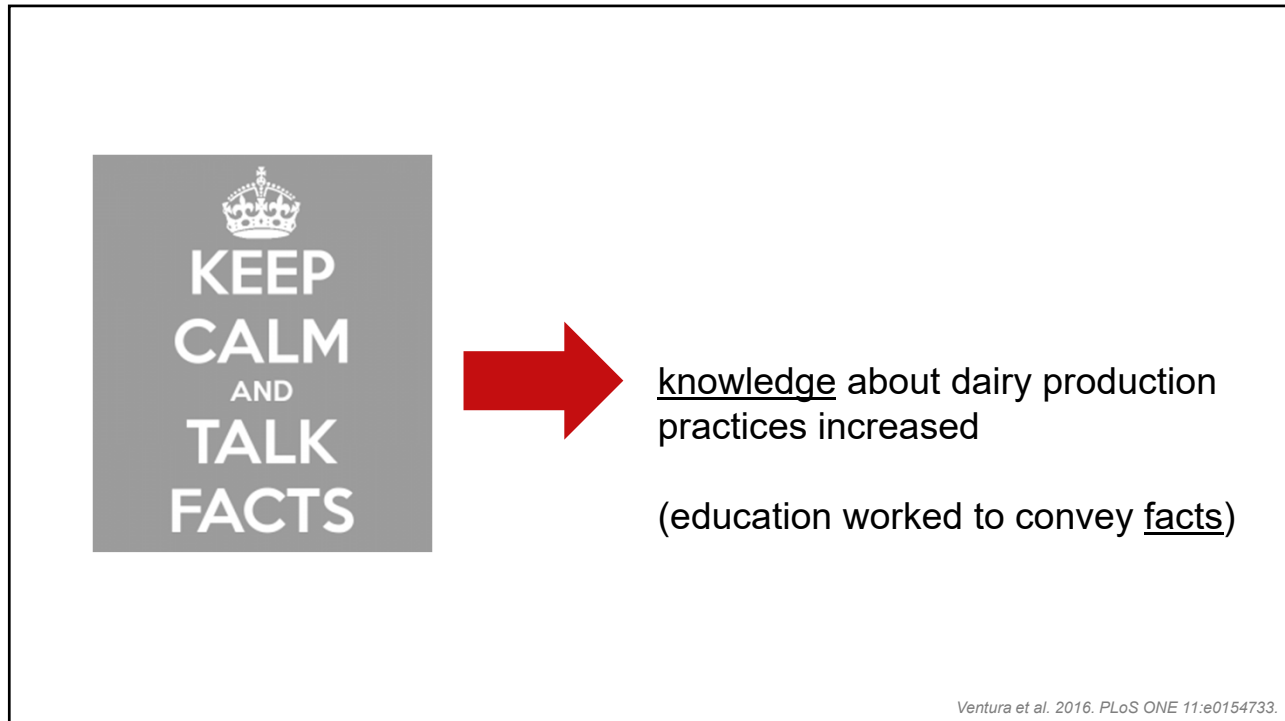 KEEP
CALM
AND
TALK
FACTS
knowledge about dairy production
practices increased
(education worked to convey facts)
Ventura et al. 2016. PLoS ONE 11:e0154733.